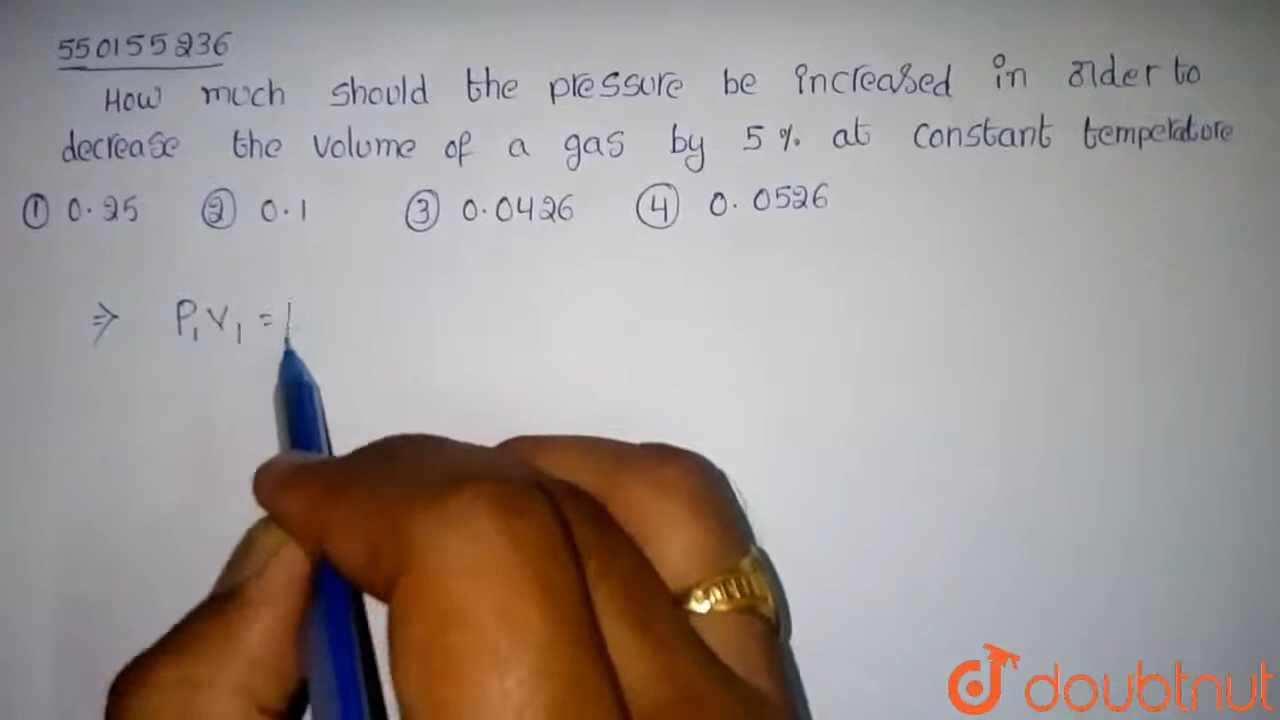 550155236
How much should the pressure be increased in order to
decrease the volume of a gas by 5% at constant temperature
① 0.25 ② 0.1 ③ 0.0426 ④ 0.0526
⇒ P₁V₁ =
doubtnut